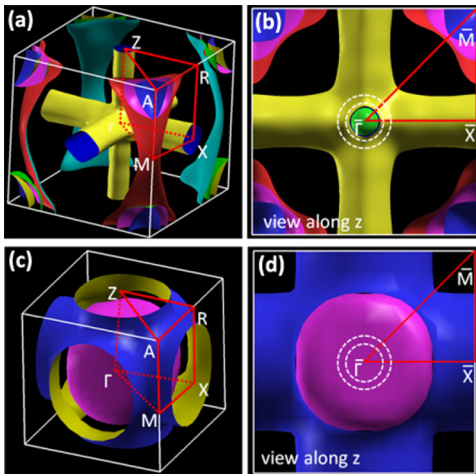 (a)
Z
R
A
Γ
M
X
(b)
M̅
Γ̅
X̅
view along z
(c)
Z
R
A
Γ
X
M
(d)
M̅
Γ̅
X̅
view along z